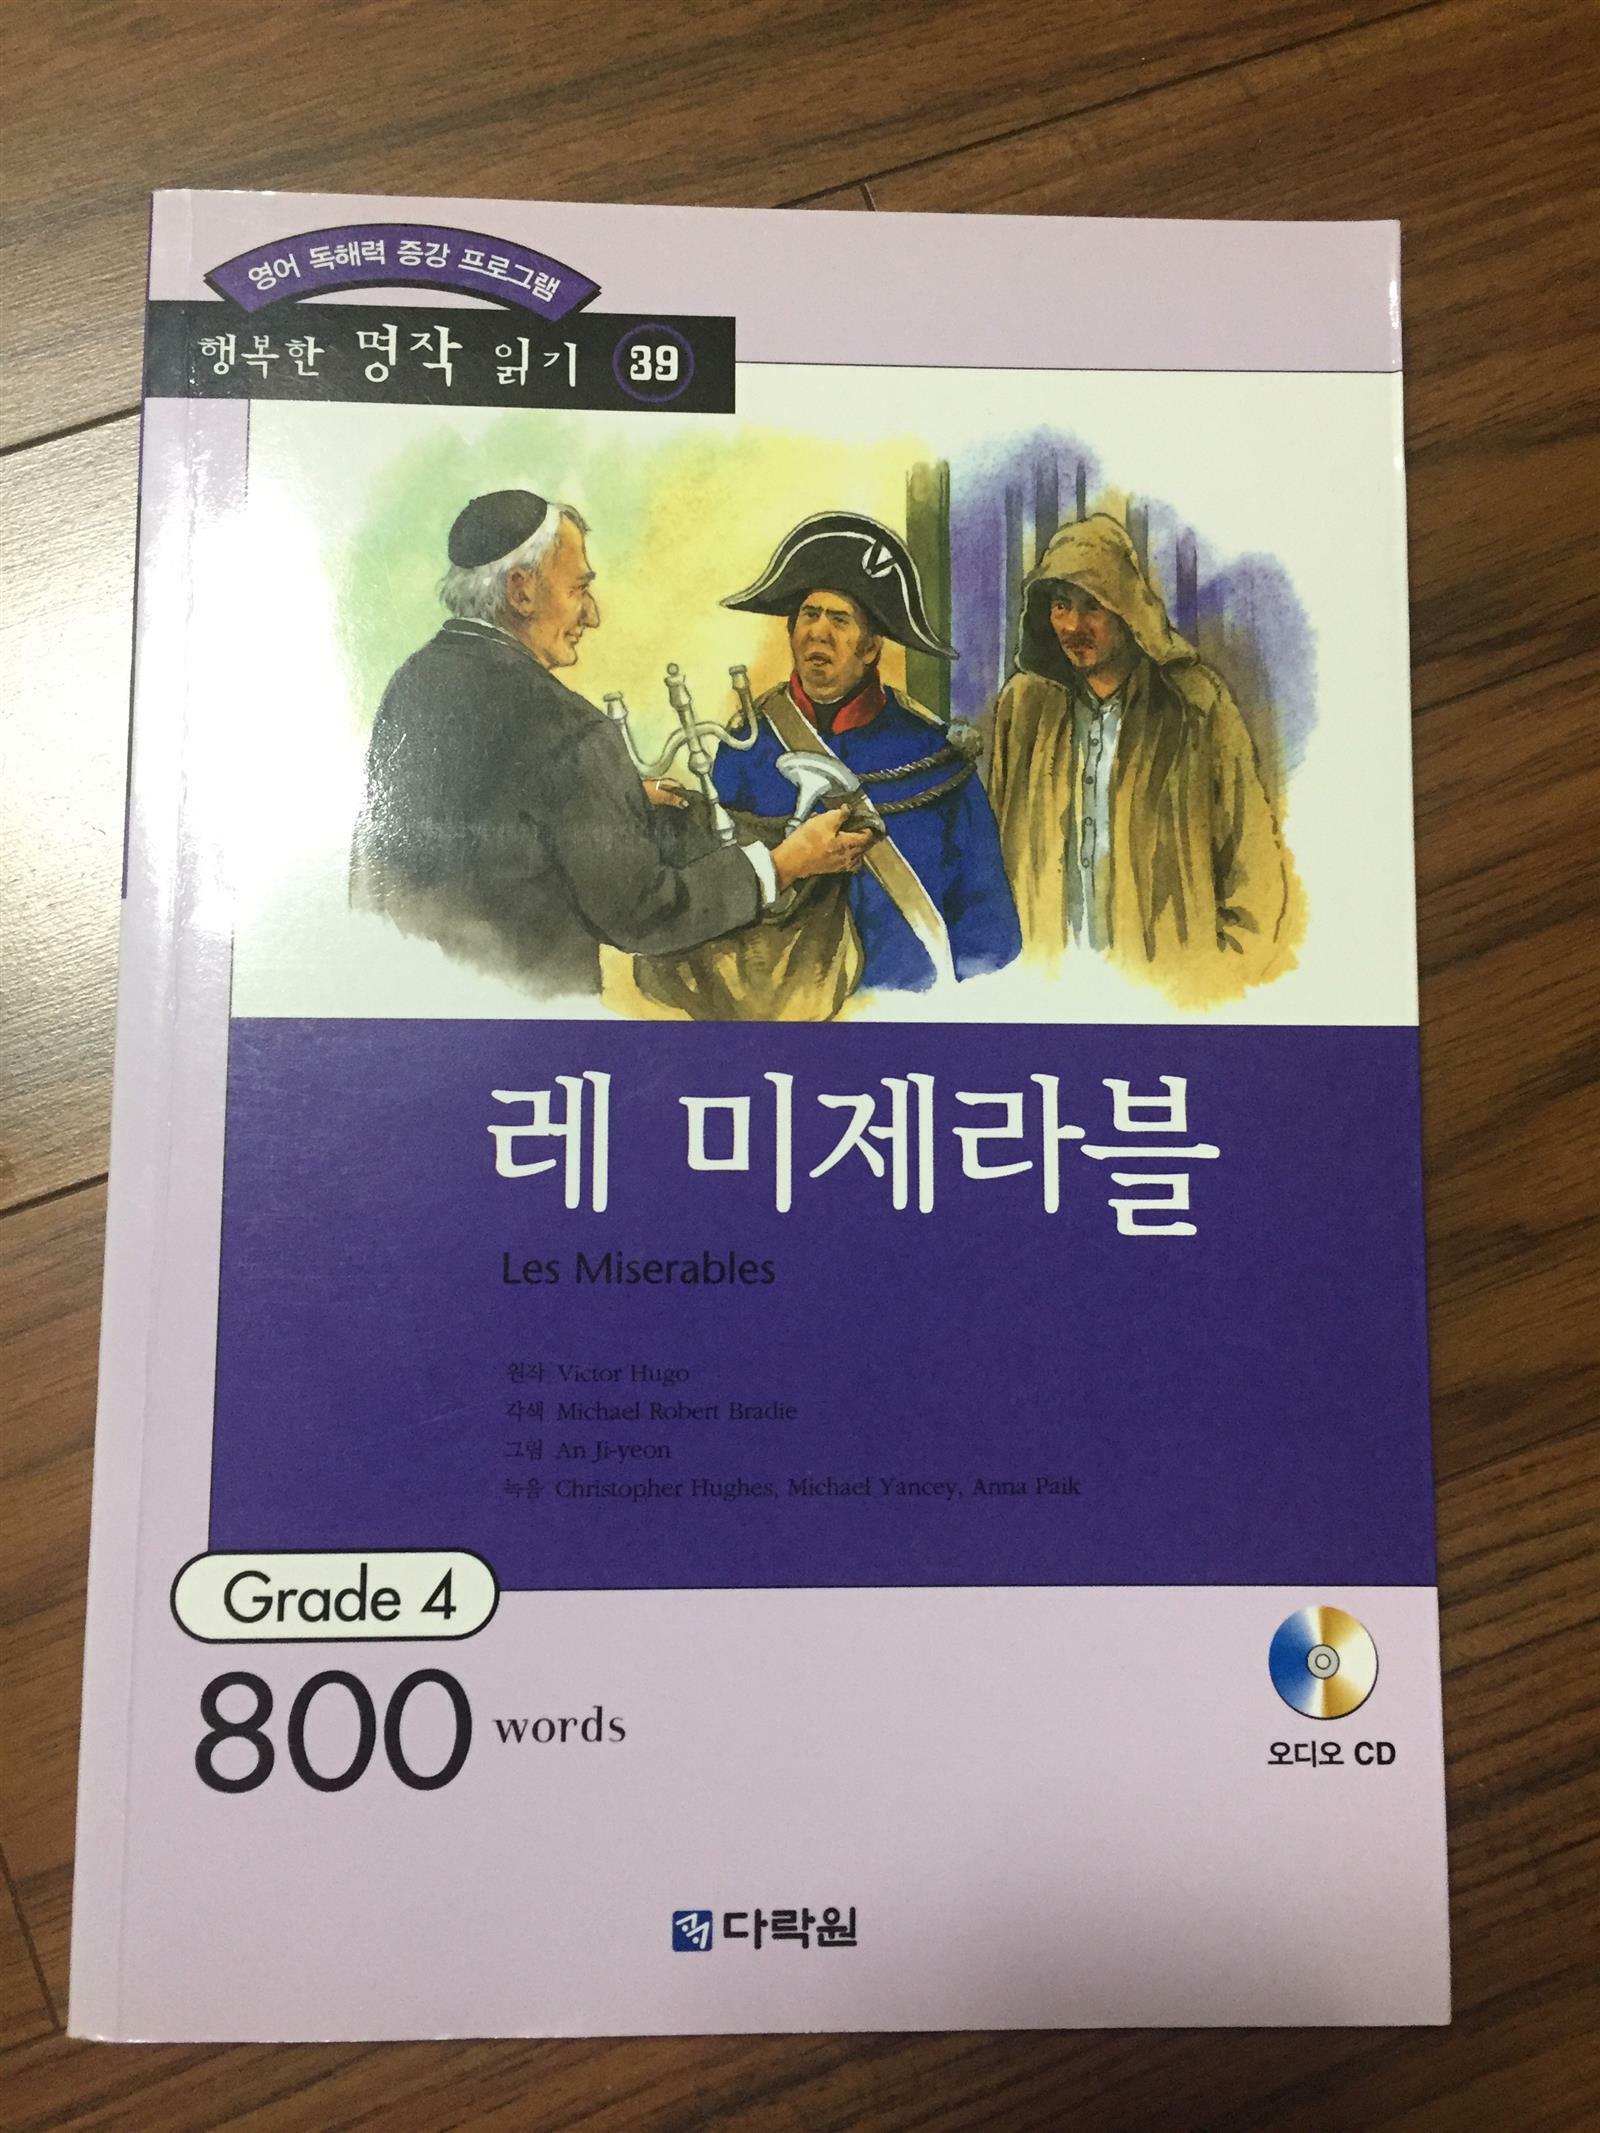 영어 독해력 증강 프로그램
행복한 명작 읽기 39
레 미제라블
Les Miserables
원작 Victor Hugo
각색 Michael Robert Bradie
그림 An Ji-yeon
녹음 Christopher Hughes, Michael Yancey, Anna Paik
Grade 4
800 words
오디오 CD
다락원